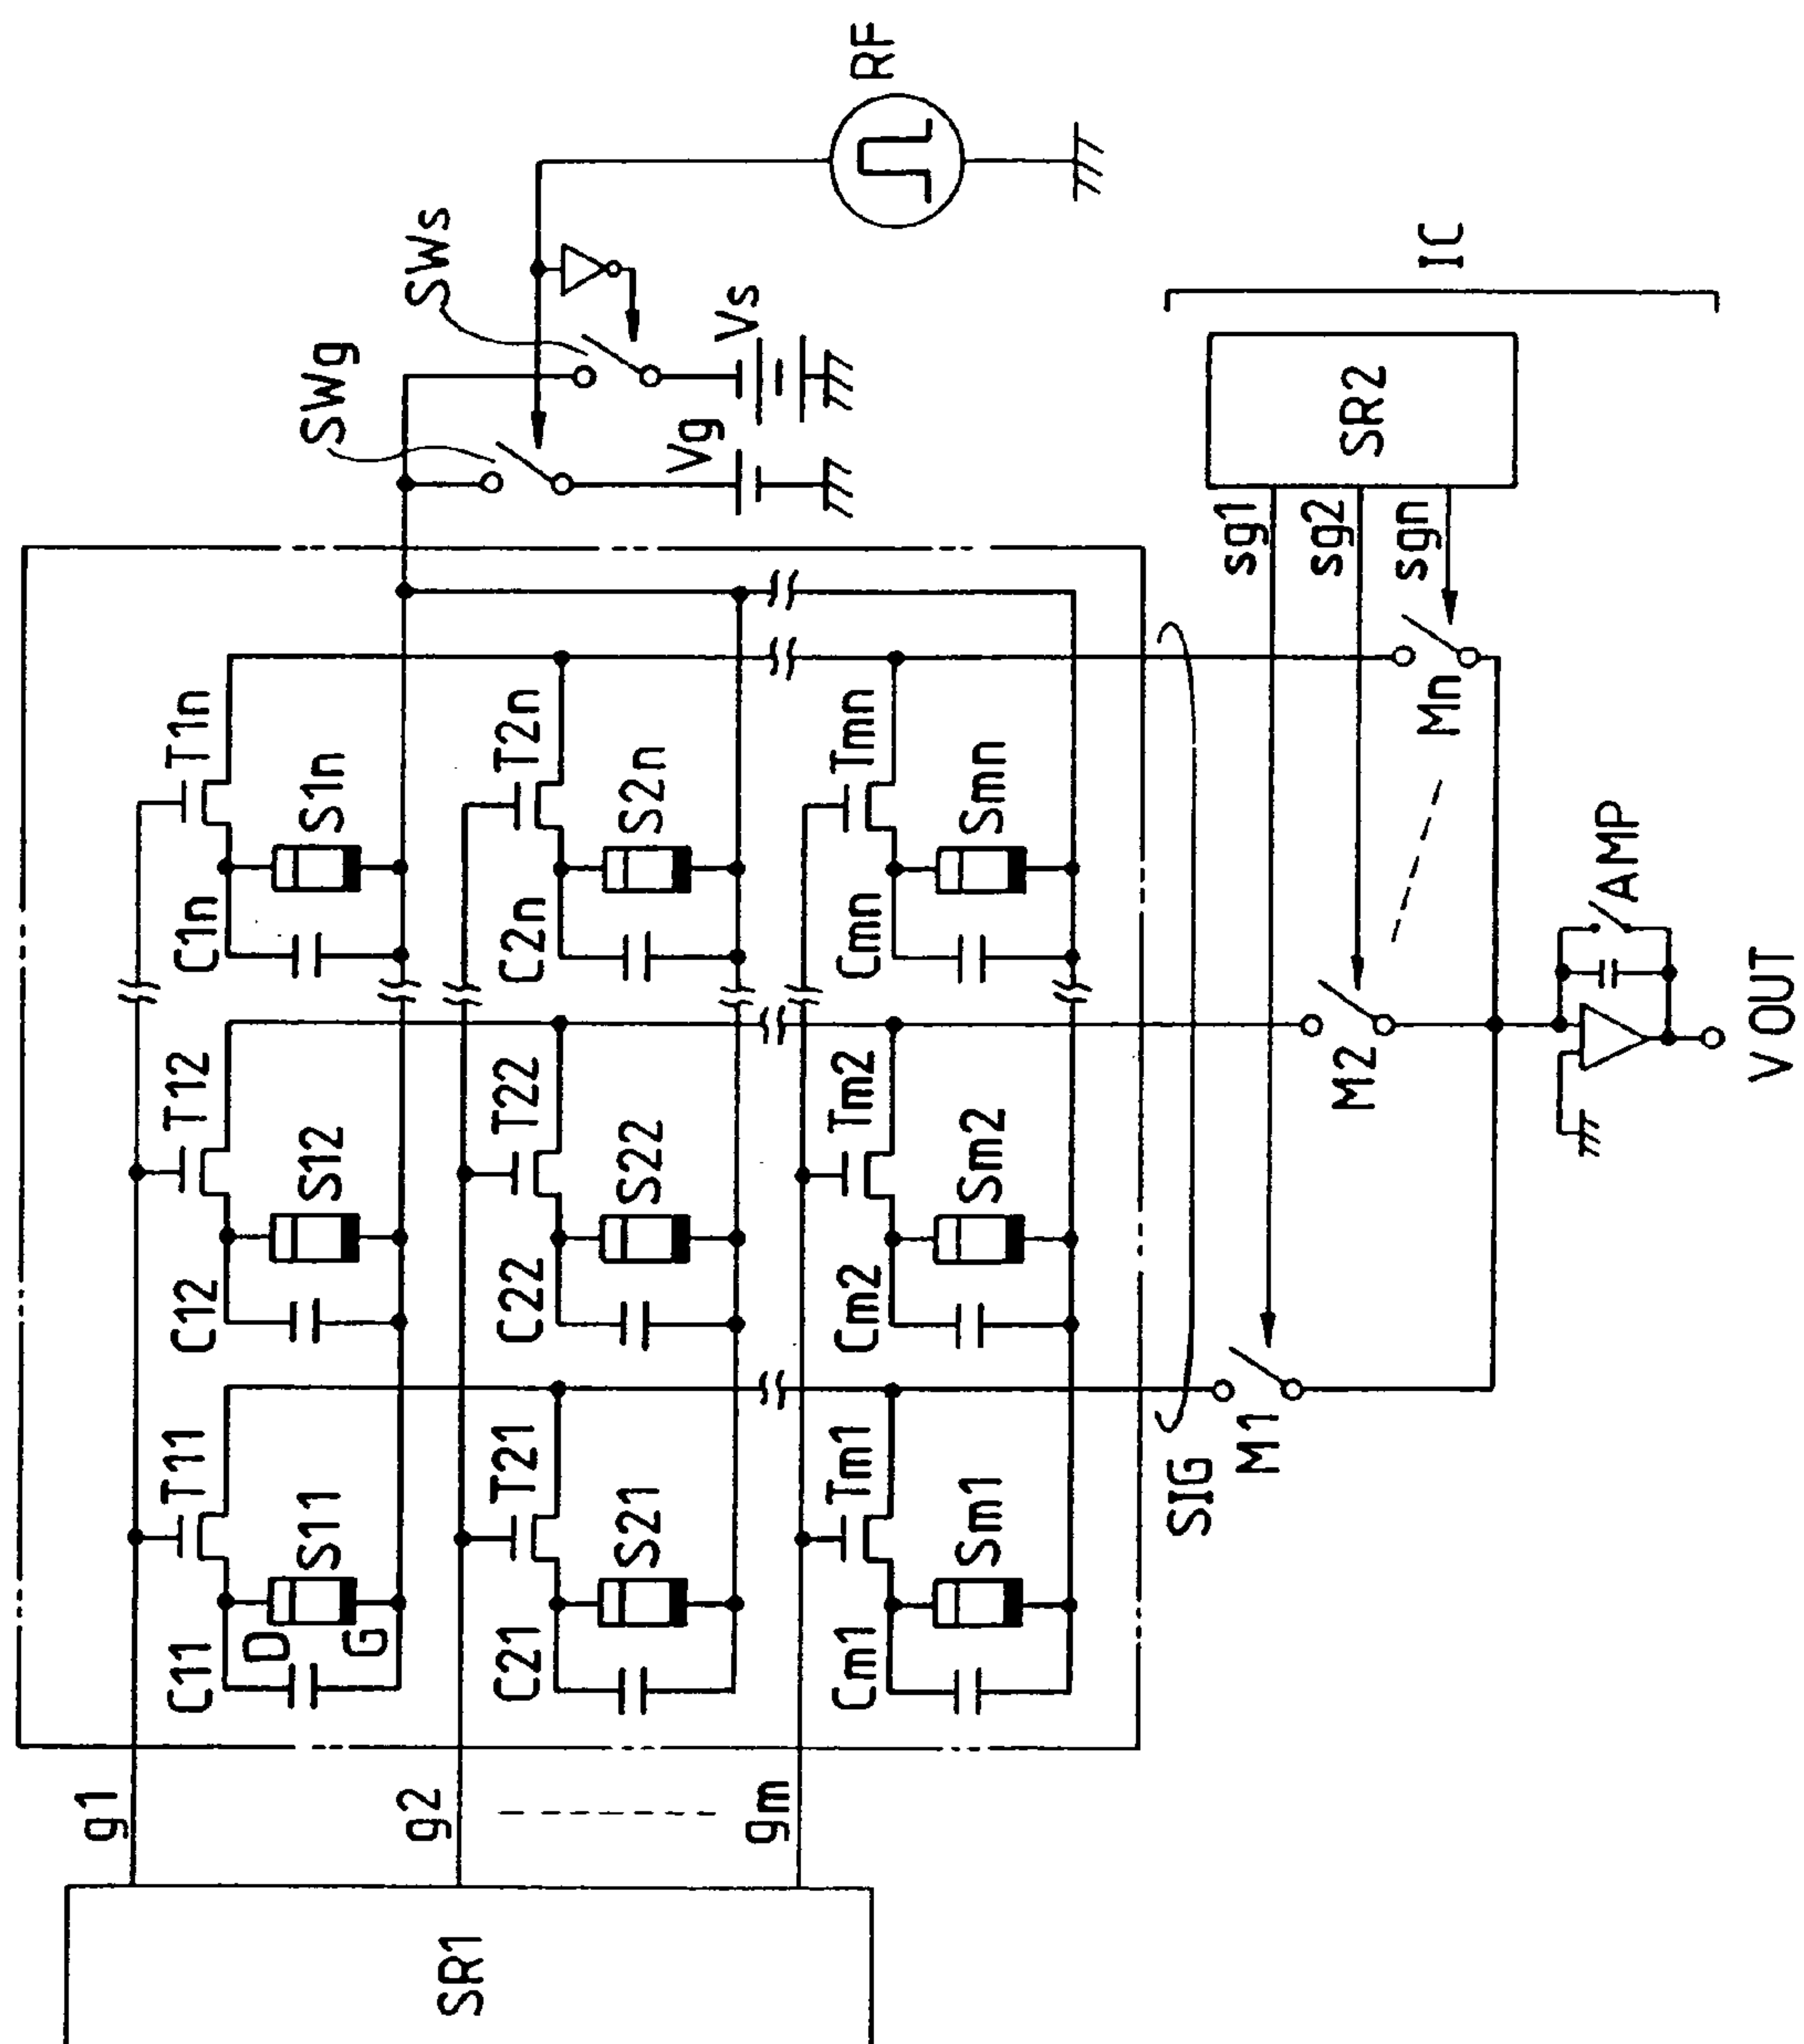 SR1
g1
g2
gm
C11
D
G
S11
T11
C12
S12
T12
C1n
S1n
T1n
C21
S21
T21
C22
S22
T22
C2n
S2n
T2n
Cm1
Sm1
Tm1
Cm2
Sm2
Tm2
Cmn
Smn
Tmn
SWg
SWs
Vg
Vs
RF
SIG
M1
M2
Mn
sg1
sg2
sgn
SR2
IC
AMP
V OUT